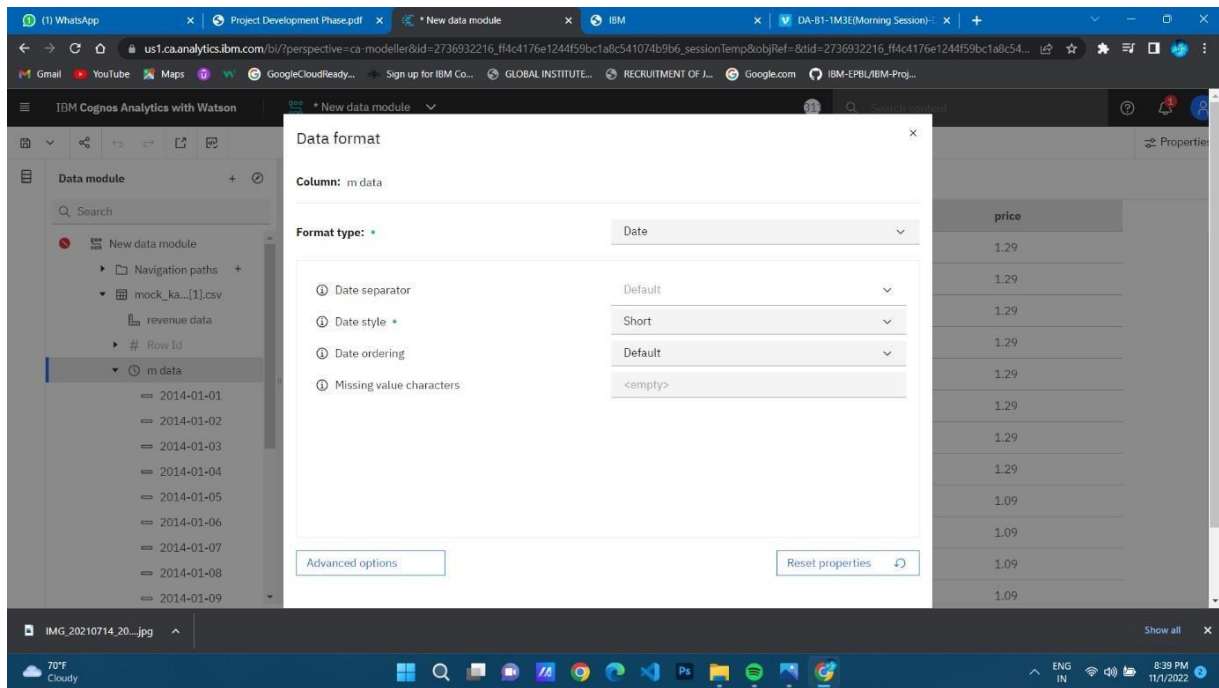 (1) WhatsApp
Project Development Phase.pdf
* New data module
IBM
DA-B1-1M3E(Morning Session)-
us1.ca.analytics.ibm.com/bi/?perspective=ca-modeller&id=2736932216_ff4c4176e1244f59bc1a8c541074b9b6_sessionTemp&objRef=&tid=2736932216_ff4c4176e1244f59bc1a8c54...
Gmail
YouTube
Maps
GoogleCloudReady...
Sign up for IBM Co...
GLOBAL INSTITUTE...
RECRUITMENT OF J...
Google.com
IBM-EPBL/IBM-Proj...
IBM Cognos Analytics with Watson
* New data module
Search content
1
Properties
Data module
Search
New data module
Navigation paths
mock_ka...[1].csv
revenue data
# Row Id
m data
2014-01-01
2014-01-02
2014-01-03
2014-01-04
2014-01-05
2014-01-06
2014-01-07
2014-01-08
2014-01-09
Data format
Column: m data
Format type: Date
Date separator Default
Date style Short
Date ordering Default
Missing value characters <empty>
Advanced options
Reset properties
price
1.29
1.29
1.29
1.29
1.29
1.29
1.29
1.29
1.09
1.09
1.09
1.09
IMG_20210714_20....jpg
Show all
70°F
Cloudy
Ps
ENG
IN
8:39 PM
11/1/2022
2